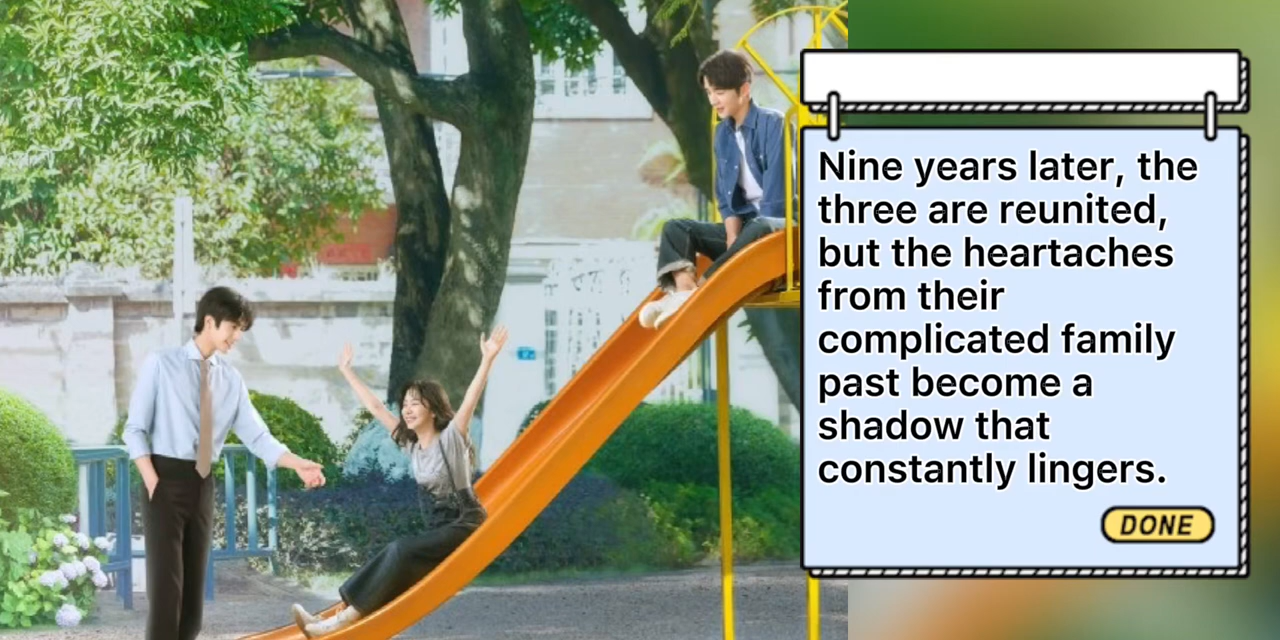 Nine years later, the
three are reunited,
but the heartaches
from their
complicated family
past become a
shadow that
constantly lingers.
DONE